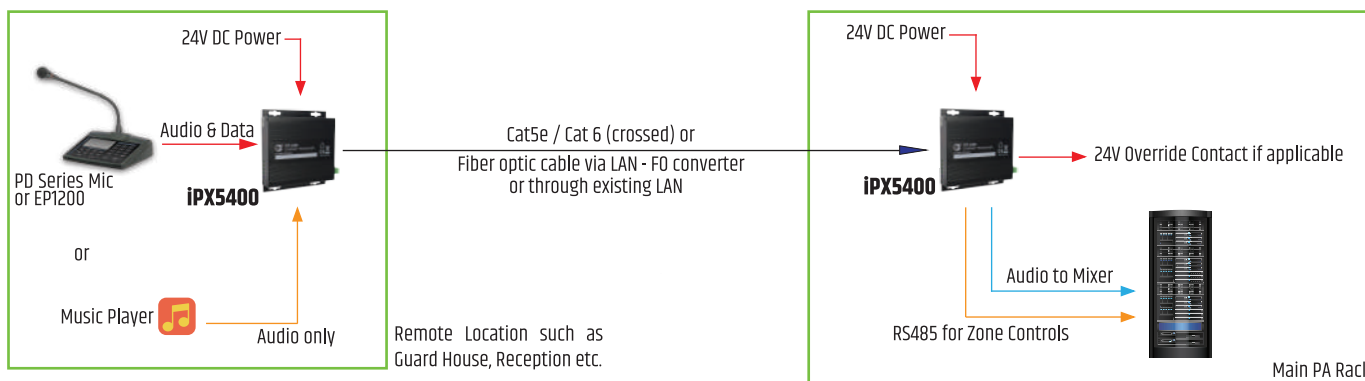 24V DC Power
Audio & Data
PD Series Mic
or EP1200
iPX5400
or
Music Player
Audio only
Remote Location such as
Guard House, Reception etc.
Cat5e / Cat 6 (crossed) or
Fiber optic cable via LAN - FO converter
or through existing LAN
24V DC Power
iPX5400
24V Override Contact if applicable
Audio to Mixer
RS485 for Zone Controls
Main PA Rack